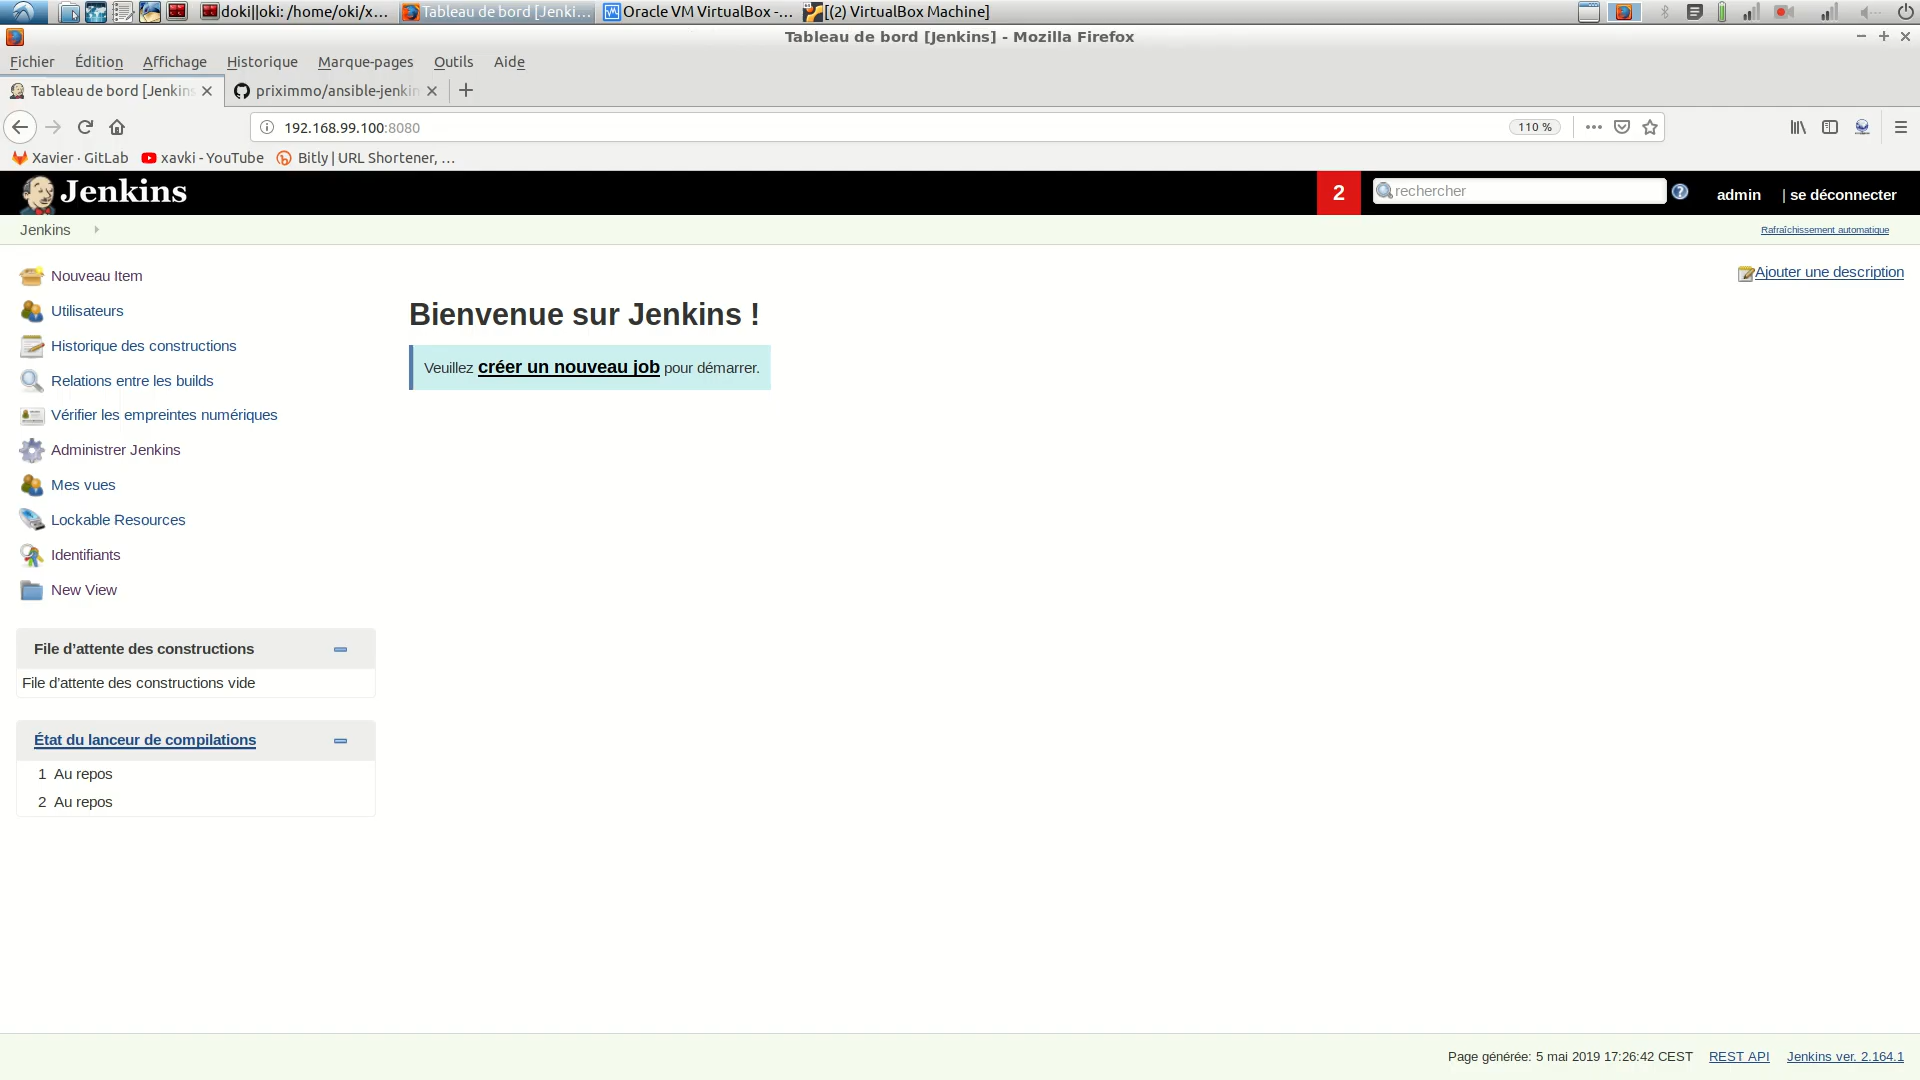 doki||oki: /home/oki/x... Tableau de bord [Jenki... Oracle VM VirtualBox -... [(2) VirtualBox Machine]
Tableau de bord [Jenkins] - Mozilla Firefox
Fichier Édition Affichage Historique Marque-pages Outils Aide
Tableau de bord [Jenkins priximmo/ansible-jenkin
192.168.99.100:8080 110 %
Xavier · GitLab xavki - YouTube Bitly | URL Shortener, …
Jenkins 2 rechercher admin | se déconnecter
Jenkins Rafraîchissement automatique
Nouveau Item
Ajouter une description
Utilisateurs
Bienvenue sur Jenkins !
Historique des constructions
Veuillez créer un nouveau job pour démarrer.
Relations entre les builds
Vérifier les empreintes numériques
Administrer Jenkins
Mes vues
Lockable Resources
Identifiants
New View
File d’attente des constructions
File d’attente des constructions vide
État du lanceur de compilations
1 Au repos
2 Au repos
Page générée: 5 mai 2019 17:26:42 CEST REST API Jenkins ver. 2.164.1